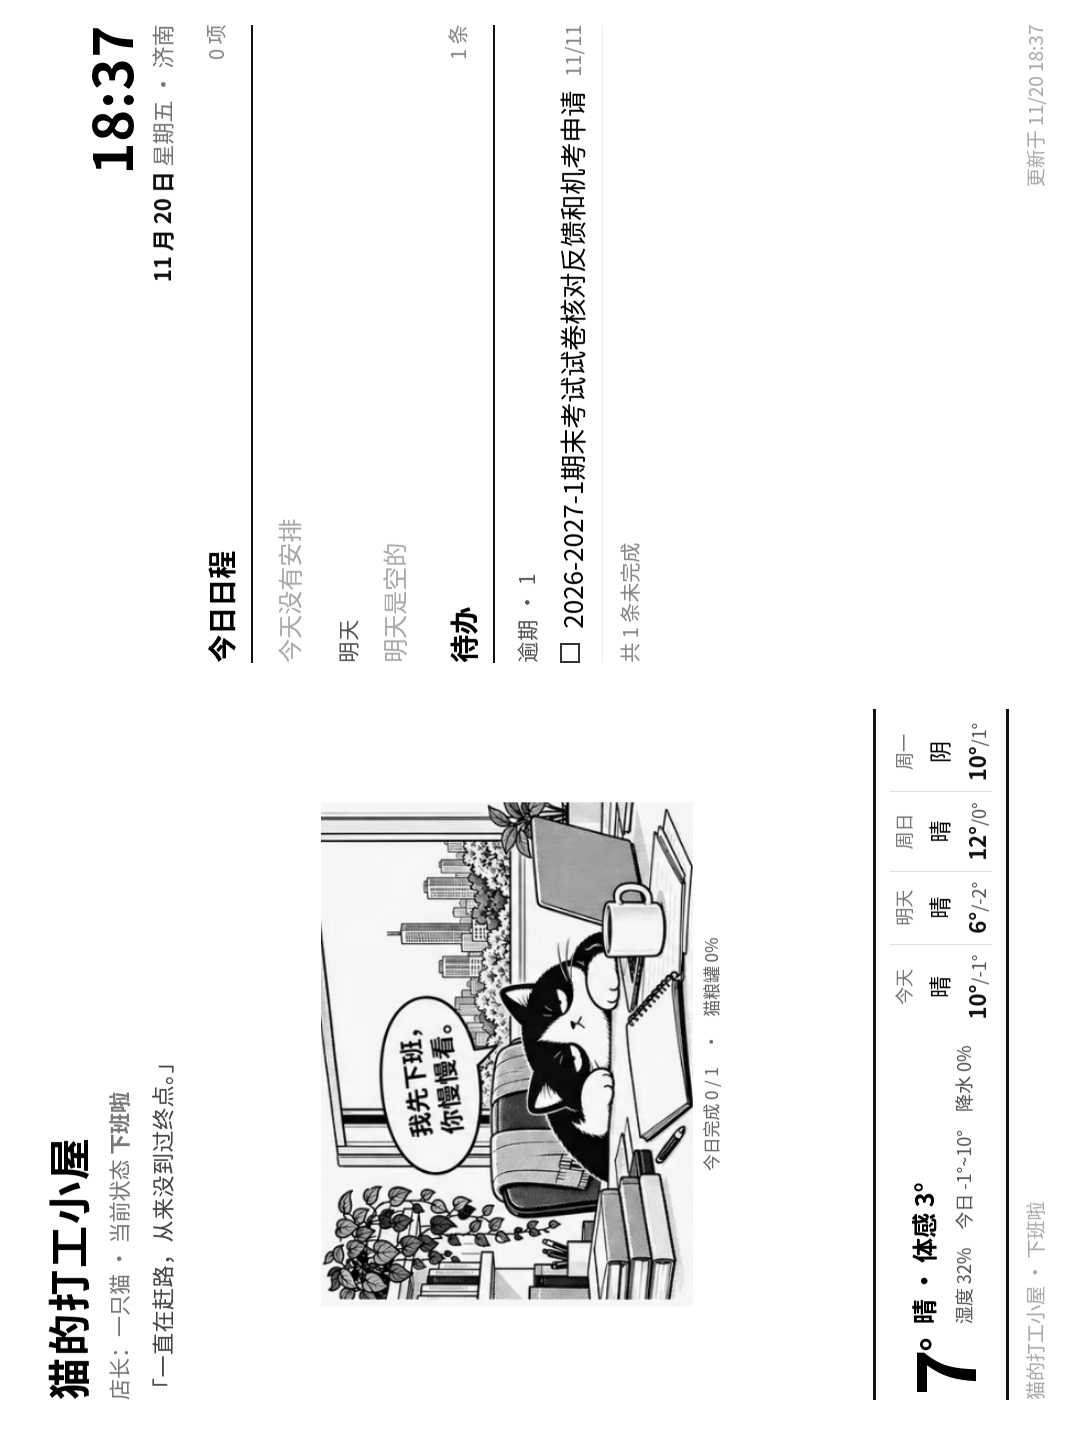 猫的打工小屋
店长：一只猫 · 当前状态 下班啦
「一直在赶路，从来没到过终点。」
我先下班，
你慢慢看。
今日完成 0 / 1 · 猫粮罐 0%
7° 晴 · 体感 3°
湿度 32% 今日 -1°~10° 降水 0%
今天 明天 周日 周一
晴 晴 晴 阴
10°/-1° 6°/-2° 12°/0° 10°/1°
猫的打工小屋 · 下班啦
18:37
11 月 20 日 星期五 · 济南
今日日程 0 项
今天没有安排
明天
明天是空的
待办 1 条
逾期 · 1
2026-2027-1期末考试试卷核对反馈和机考申请 11/11
共 1 条未完成
更新于 11/20 18:37